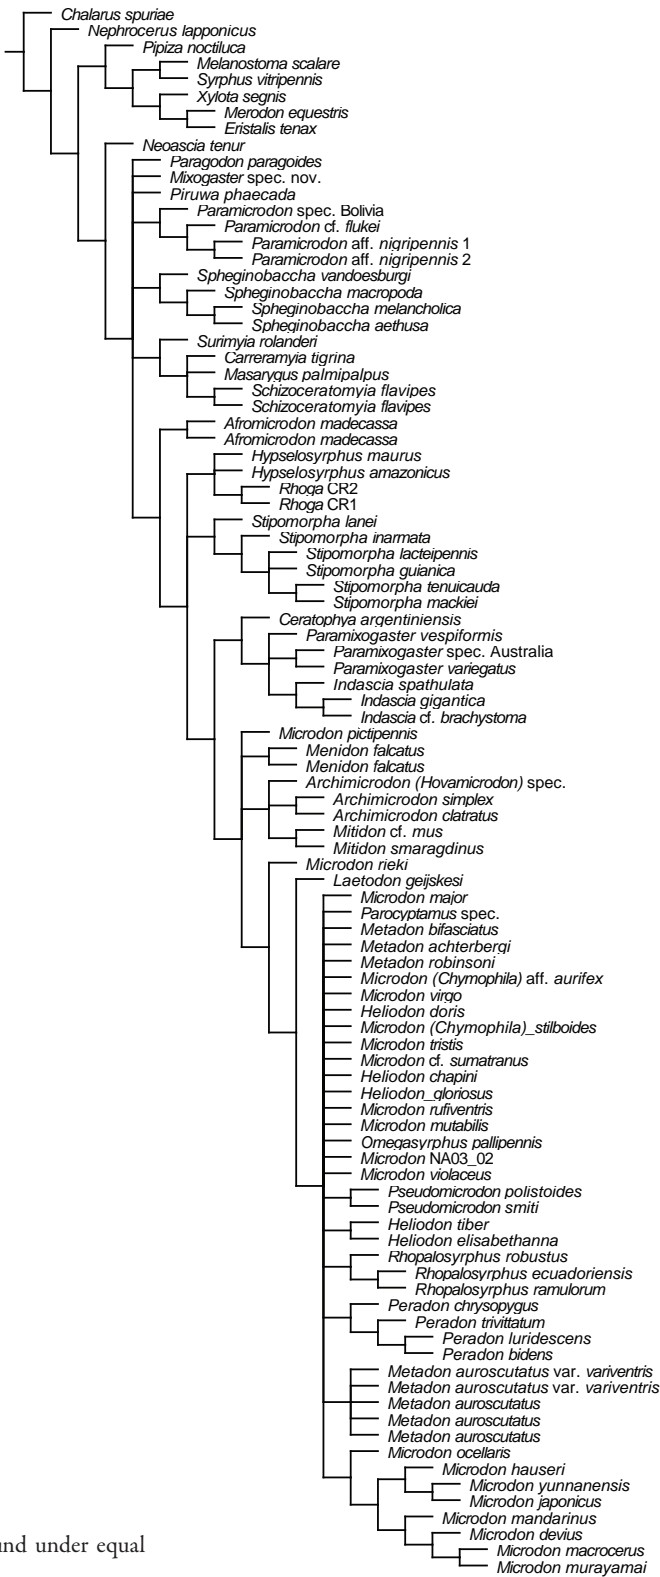 Chalarus spuriae
Nephrocerus lapponicus
Pipiza noctiluca
Melanostoma scalare
Syrphus vitripennis
Xylota segnis
Merodon equestris
Eristalis tenax
Neoascia tenur
Paragodon paragoides
Mixogaster spec. nov.
Piruwa phaecada
Paramicrodon spec. Bolivia
Paramicrodon cf. flukei
Paramicrodon aff. nigripennis 1
Paramicrodon aff. nigripennis 2
Spheginobaccha vandoesburgi
Spheginobaccha macropoda
Spheginobaccha melancholica
Spheginobaccha aethusa
Surimyia rolanderi
Carreramyia tigrina
Masarygus palmipalpus
Schizoceratomyia flavipes
Schizoceratomyia flavipes
Afromicrodon madecassa
Afromicrodon madecassa
Hypselosyrphus maurus
Hypselosyrphus amazonicus
Rhoga CR2
Rhoga CR1
Stipomorpha lanei
Stipomorpha inarmata
Stipomorpha lacteipennis
Stipomorpha guianica
Stipomorpha tenuicauda
Stipomorpha mackiei
Ceratophya argentiniensis
Paramixogaster vespiformis
Paramixogaster spec. Australia
Paramixogaster variegatus
Indascia spathulata
Indascia gigantica
Indascia cf. brachystoma
Microdon pictipennis
Menidon falcatus
Menidon falcatus
Archimicrodon (Hovamicrodon) spec.
Archimicrodon simplex
Archimicrodon clatratus
Mitidon cf. mus
Mitidon smaragdinus
Microdon rieki
Laetodon geijskesi
Microdon major
Parocyptamus spec.
Metadon bifasciatus
Metadon achterbergi
Metadon robinsoni
Microdon (Chymophila) aff. aurifex
Microdon virgo
Heliodon doris
Microdon (Chymophila)_stilboides
Microdon tristis
Microdon cf. sumatranus
Heliodon chapini
Heliodon_gloriosus
Microdon rufiventris
Microdon mutabilis
Omegasyrphus pallipennis
Microdon NA03_02
Microdon violaceus
Pseudomicrodon polistoides
Pseudomicrodon smiti
Heliodon tiber
Heliodon elisabethanna
Rhopalosyrphus robustus
Rhopalosyrphus ecuadoriensis
Rhopalosyrphus ramulorum
Peradon chrysopygus
Peradon trivittatum
Peradon luridescens
Peradon bidens
Metadon auroscutatus var. variventris
Metadon auroscutatus var. variventris
Metadon auroscutatus
Metadon auroscutatus
Metadon auroscutatus
Microdon ocellaris
Microdon hauseri
Microdon yunnanensis
Microdon japonicus
Microdon mandarinus
Microdon devius
Microdon macrocerus
Microdon murayamai
und under equal